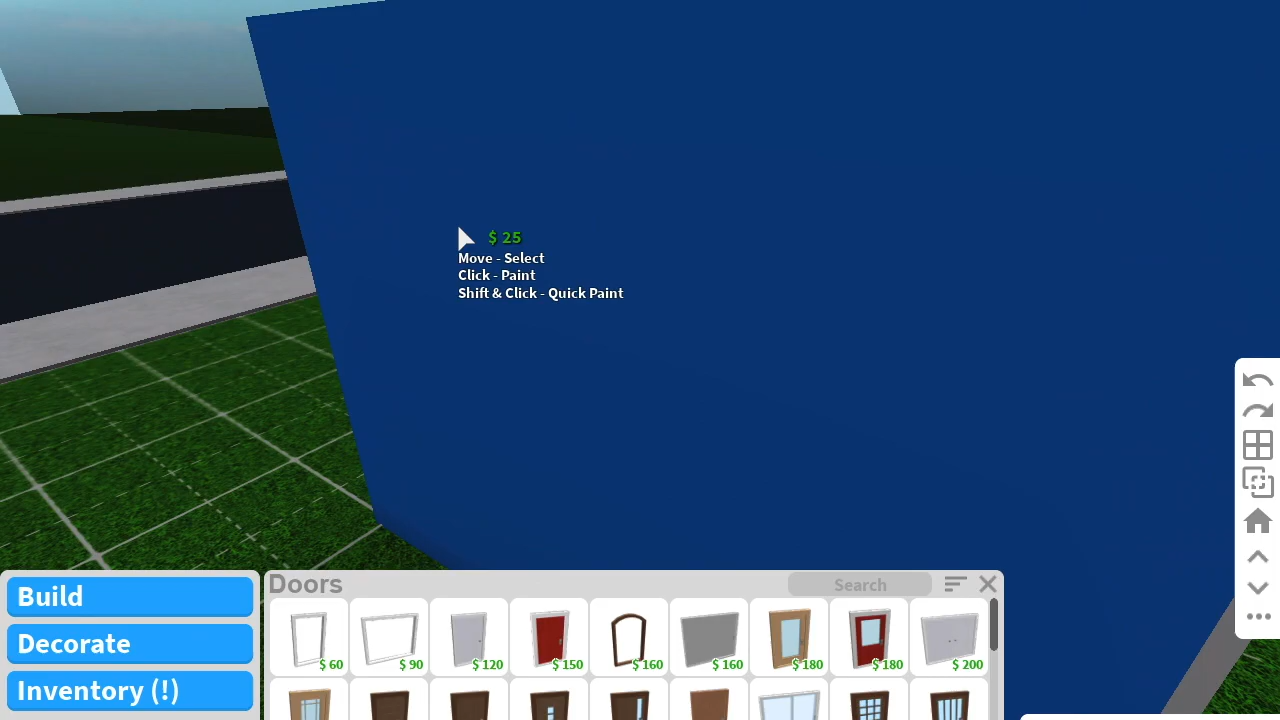 $ 25
Move - Select
Click - Paint
Shift & Click - Quick Paint
Build
Decorate
Inventory (!)
Doors
Search
$ 60
$ 90
$ 120
$ 150
$ 160
$ 160
$ 180
$ 180
$ 200